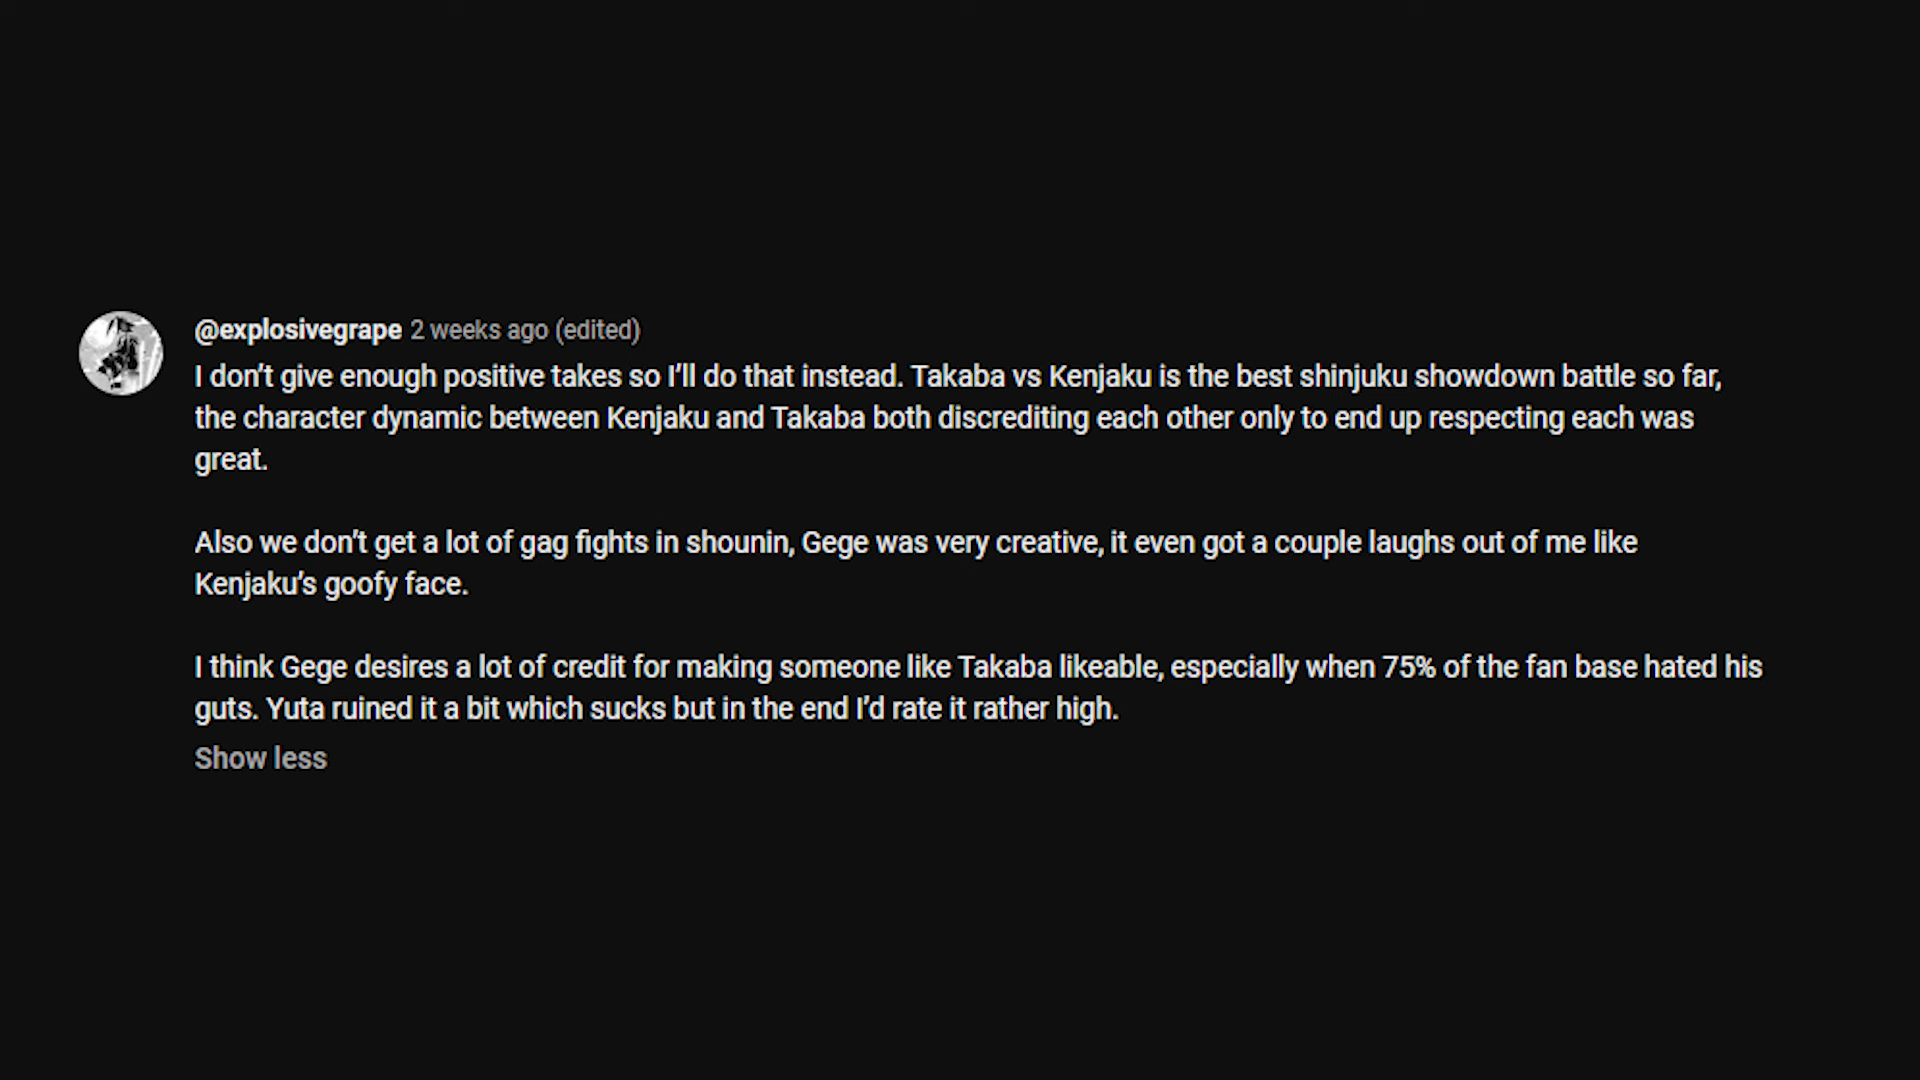 @explosivegrape 2 weeks ago (edited)
I don’t give enough positive takes so I’ll do that instead. Takaba vs Kenjaku is the best shinjuku showdown battle so far,
the character dynamic between Kenjaku and Takaba both discrediting each other only to end up respecting each was
great.
Also we don’t get a lot of gag fights in shounin, Gege was very creative, it even got a couple laughs out of me like
Kenjaku’s goofy face.
I think Gege desires a lot of credit for making someone like Takaba likeable, especially when 75% of the fan base hated his
guts. Yuta ruined it a bit which sucks but in the end I’d rate it rather high.
Show less